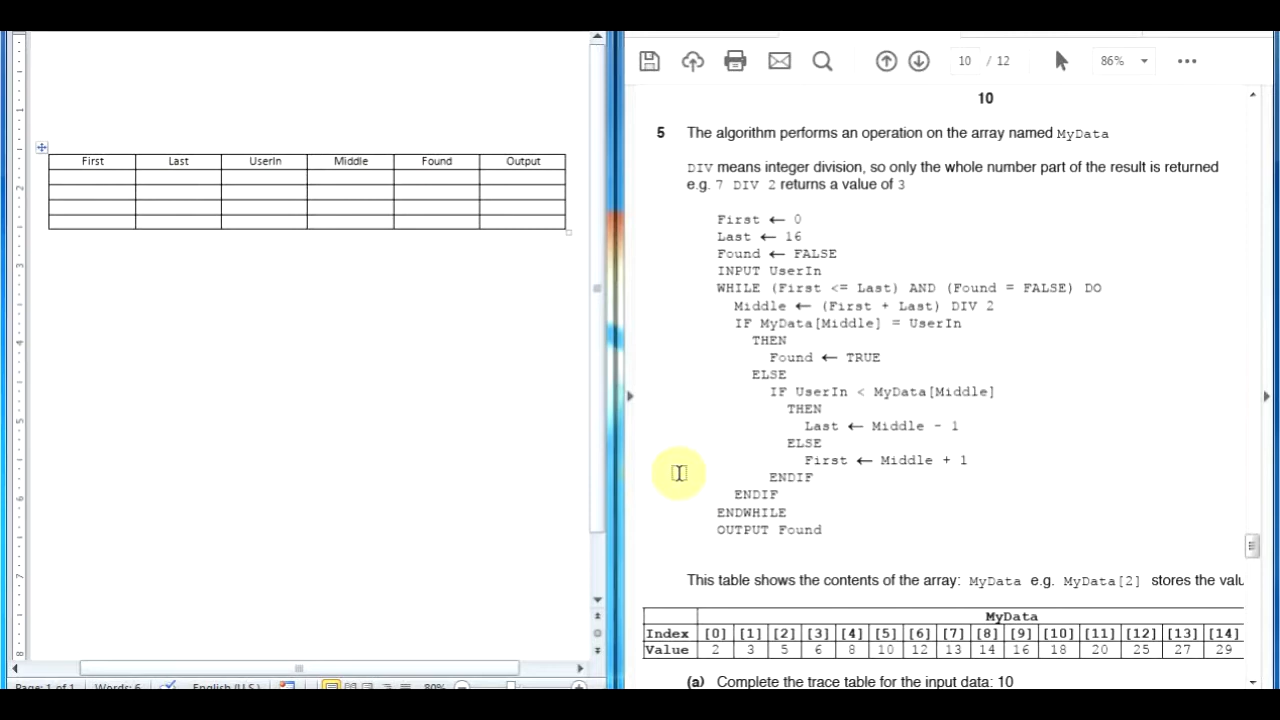 First Last UserIn Middle Found Output
Page: 1 of 1 Words: 6 English (U.S.) 80%
10 / 12 86%
10
5 The algorithm performs an operation on the array named MyData
DIV means integer division, so only the whole number part of the result is returned
e.g. 7 DIV 2 returns a value of 3
First ← 0
Last ← 16
Found ← FALSE
INPUT UserIn
WHILE (First <= Last) AND (Found = FALSE) DO
Middle ← (First + Last) DIV 2
IF MyData[Middle] = UserIn
THEN
Found ← TRUE
ELSE
IF UserIn < MyData[Middle]
THEN
Last ← Middle - 1
ELSE
First ← Middle + 1
ENDIF
ENDIF
ENDWHILE
OUTPUT Found
This table shows the contents of the array: MyData e.g. MyData[2] stores the valu
MyData
Index [0] [1] [2] [3] [4] [5] [6] [7] [8] [9] [10] [11] [12] [13] [14]
Value 2 3 5 6 8 10 12 13 14 16 18 20 25 27 29
(a) Complete the trace table for the input data: 10